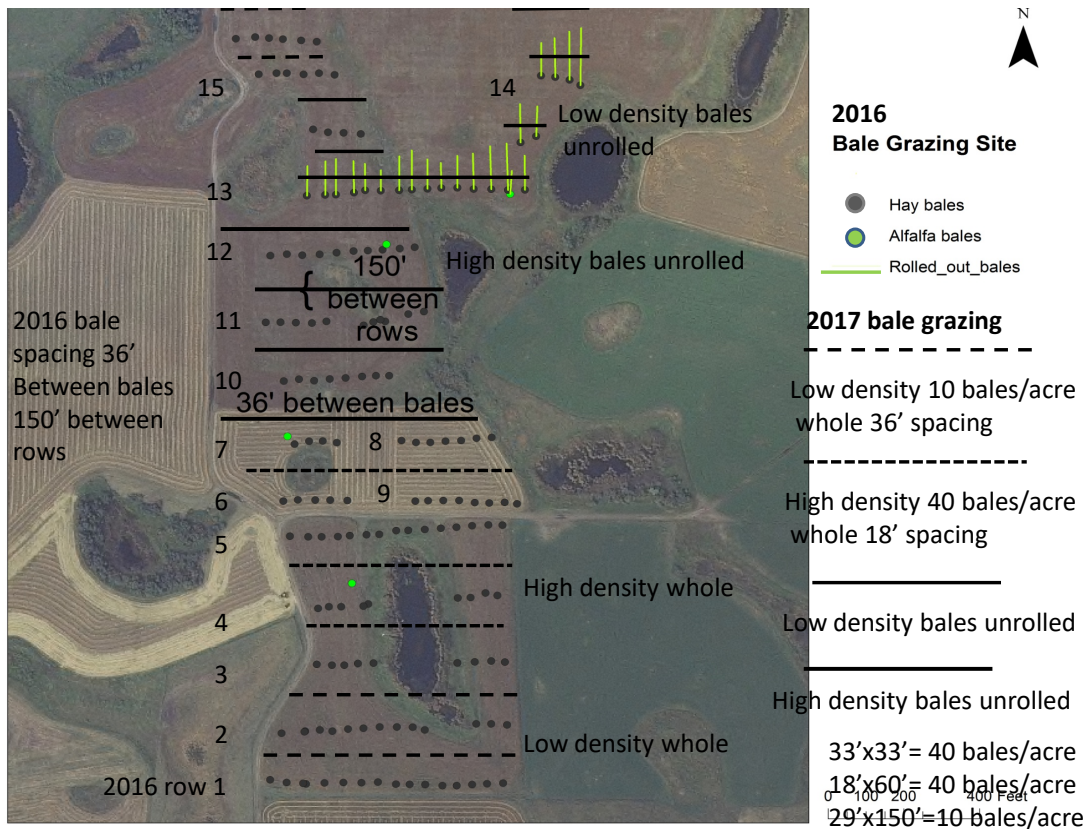 N
2016
Bale Grazing Site
Hay bales
Alfalfa bales
Rolled_out_bales
2017 bale grazing
Low density 10 bales/acre
whole 36’ spacing
High density 40 bales/acre
whole 18’ spacing
Low density bales unrolled
High density bales unrolled
33’x33’= 40 bales/acre
18’x60’= 40 bales/acre
29’x150’=10 bales/acre
0 100 200 400 Feet
15
14
Low density bales
unrolled
13
12
150'
{ between
rows
High density bales unrolled
11
10
36' between bales
2016 bale
spacing 36’
Between bales
150’ between
rows
7
8
6
9
5
High density whole
4
3
2
Low density whole
2016 row 1